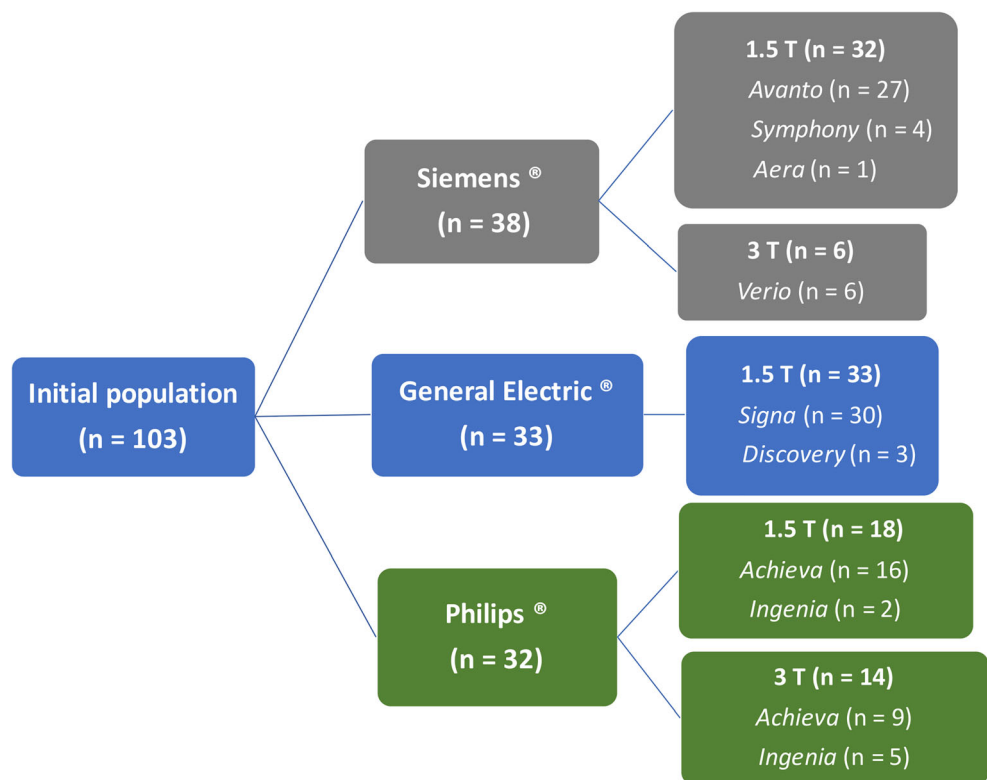 Initial population
(n = 103)
Siemens ®
(n = 38)
1.5 T (n = 32)
Avanto (n = 27)
Symphony (n = 4)
Aera (n = 1)
3 T (n = 6)
Verio (n = 6)
General Electric ®
(n = 33)
1.5 T (n = 33)
Signa (n = 30)
Discovery (n = 3)
Philips ®
(n = 32)
1.5 T (n = 18)
Achieva (n = 16)
Ingenia (n = 2)
3 T (n = 14)
Achieva (n = 9)
Ingenia (n = 5)